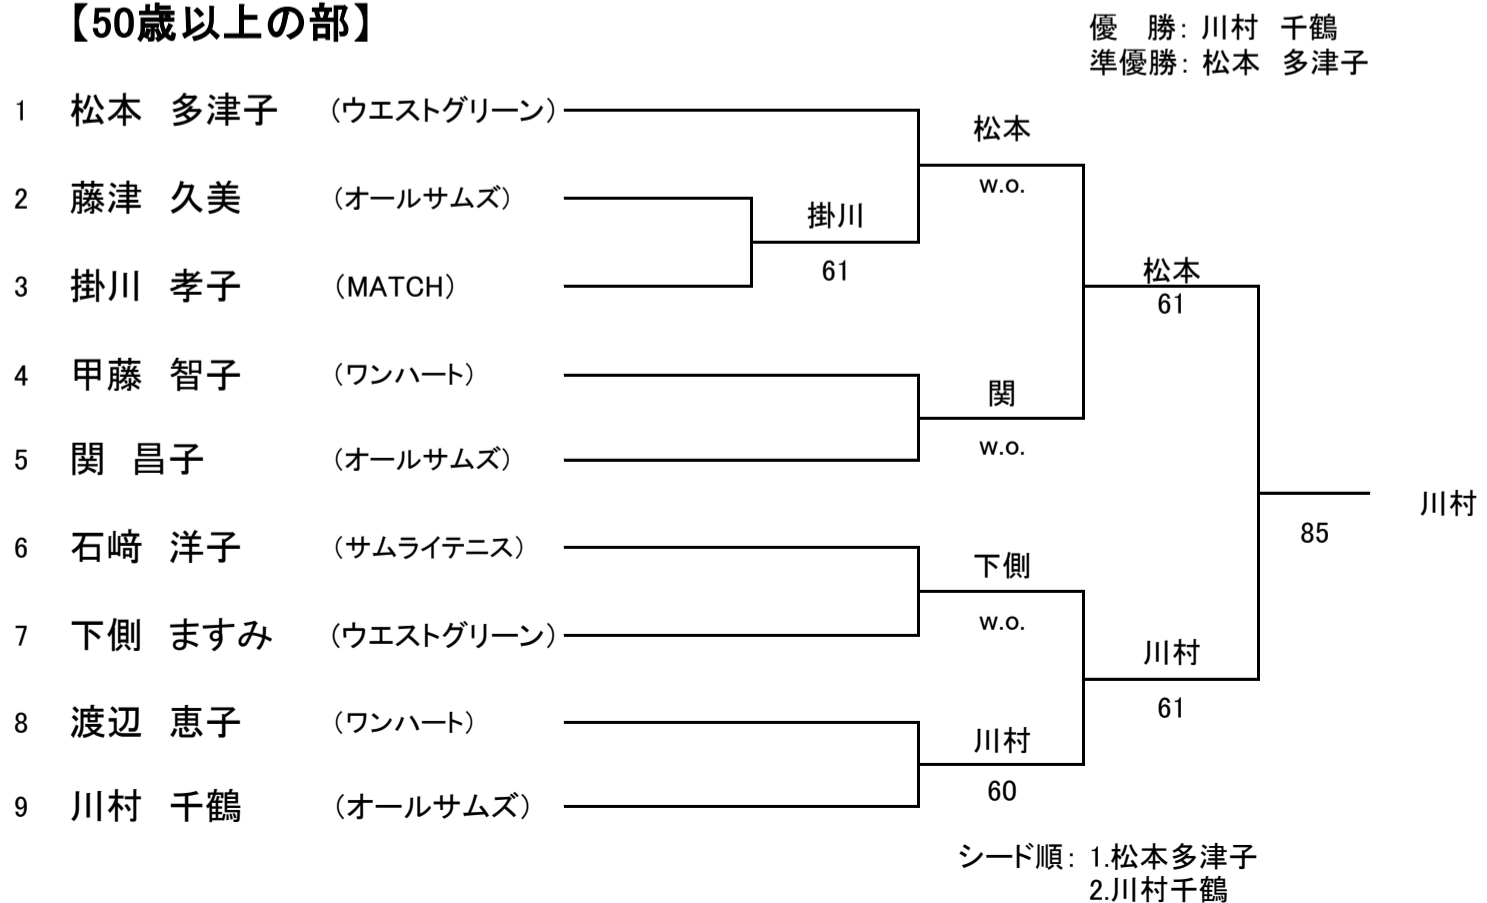 【50歳以上の部】
優　勝： 川村　千鶴
準優勝： 松本　多津子
1 松本　多津子 （ウエストグリーン）
松本
w.o.
2 藤津　久美 （オールサムズ）
掛川
61
3 掛川　孝子 （MATCH）
松本
61
4 甲藤　智子 （ワンハート）
関
w.o.
5 関　昌子 （オールサムズ）
川村
85
6 石﨑　洋子 （サムライテニス）
下側
w.o.
7 下側　ますみ （ウエストグリーン）
川村
61
8 渡辺　恵子 （ワンハート）
川村
60
9 川村　千鶴 （オールサムズ）
シード順： 1.松本多津子
2.川村千鶴